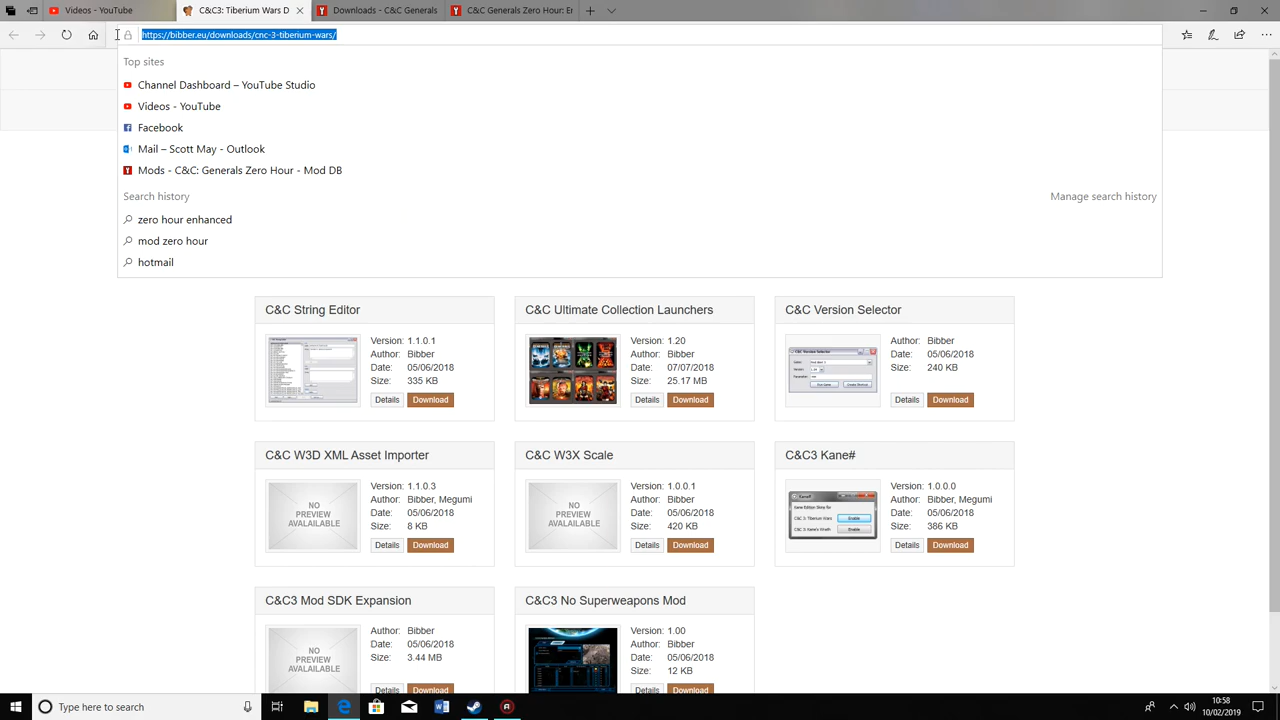 Videos - YouTube
C&C3: Tiberium Wars D
Downloads - C&C Generals
C&C Generals Zero Hour: Er
https://bibber.eu/downloads/cnc-3-tiberium-wars/
Top sites
Channel Dashboard – YouTube Studio
Videos - YouTube
Facebook
Mail – Scott May - Outlook
Mods - C&C: Generals Zero Hour - Mod DB
Search history
Manage search history
zero hour enhanced
mod zero hour
hotmail
C&C String Editor
Version: 1.1.0.1
Author: Bibber
Date: 05/06/2018
Size: 335 KB
Details Download
C&C Ultimate Collection Launchers
Version: 1.20
Author: Bibber
Date: 07/07/2018
Size: 25.17 MB
Details Download
C&C Version Selector
Author: Bibber
Date: 05/06/2018
Size: 240 KB
Details Download
C&C W3D XML Asset Importer
NO
PREVIEW
AVALAILABLE
Version: 1.1.0.3
Author: Bibber, Megumi
Date: 05/06/2018
Size: 8 KB
Details Download
C&C W3X Scale
NO
PREVIEW
AVALAILABLE
Version: 1.0.0.1
Author: Bibber
Date: 05/06/2018
Size: 420 KB
Details Download
C&C3 Kane#
Version: 1.0.0.0
Author: Bibber, Megumi
Date: 05/06/2018
Size: 386 KB
Details Download
C&C3 Mod SDK Expansion
NO
PREVIEW
AVALAILABLE
Author: Bibber
Date: 05/06/2018
Size: 3.44 MB
Details Download
C&C3 No Superweapons Mod
Version: 1.00
Author: Bibber
Date: 05/06/2018
Size: 12 KB
Details Download
Type here to search
10:58
10/02/2019